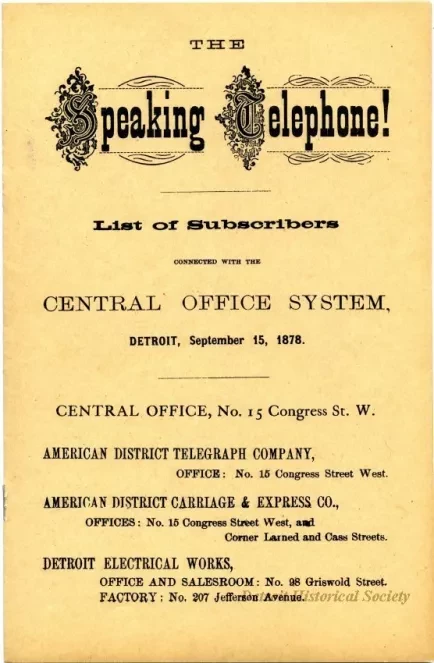 THE
Speaking Telephone!
List of Subscribers
CONNECTED WITH THE
CENTRAL OFFICE SYSTEM,
DETROIT, September 15, 1878.
CENTRAL OFFICE, No. 15 Congress St. W.
AMERICAN DISTRICT TELEGRAPH COMPANY,
OFFICE: No. 15 Congress Street West.
AMERICAN DISTRICT CARRIAGE & EXPRESS CO.,
OFFICES: No. 15 Congress Street West, and
Corner Larned and Cass Streets.
DETROIT ELECTRICAL WORKS,
OFFICE AND SALESROOM: No. 98 Griswold Street.
FACTORY: No. 207 Jefferson Avenue.
Detroit Historical Society